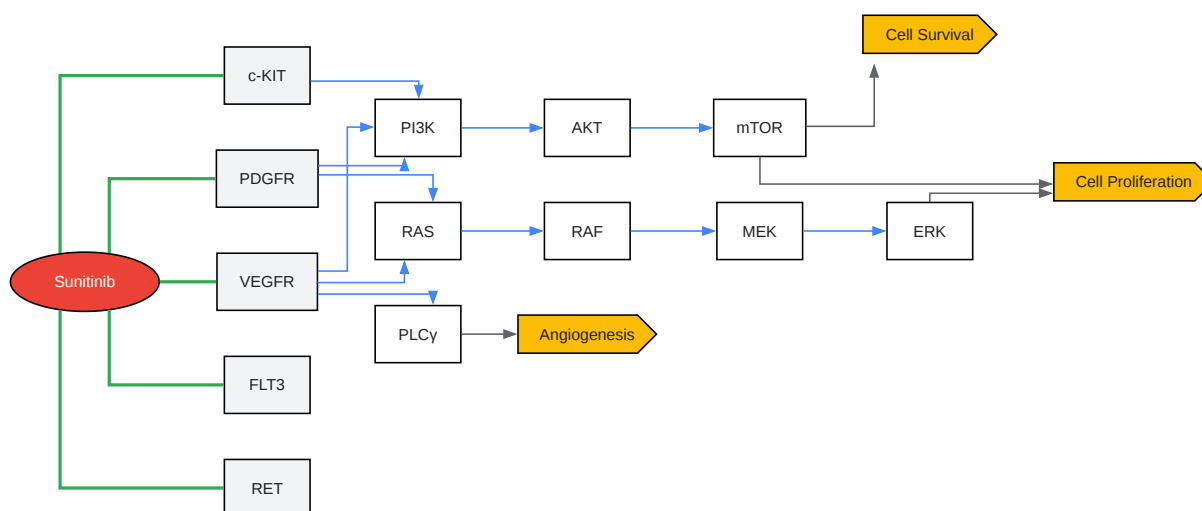 Cell Survival
c-KIT
PI3K
AKT
mTOR
PDGFR
Cell Proliferation
RAS
RAF
MEK
ERK
Sunitinib
VEGFR
PLCγ
Angiogenesis
FLT3
RET